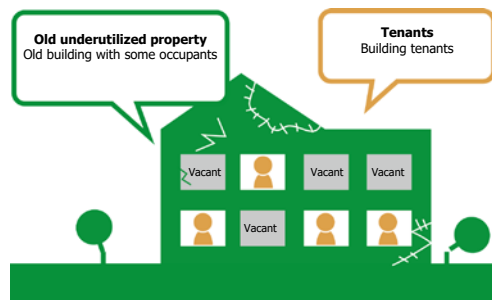 Old underutilized property
Old building with some occupants
Tenants
Building tenants
Vacant
Vacant
Vacant
Vacant